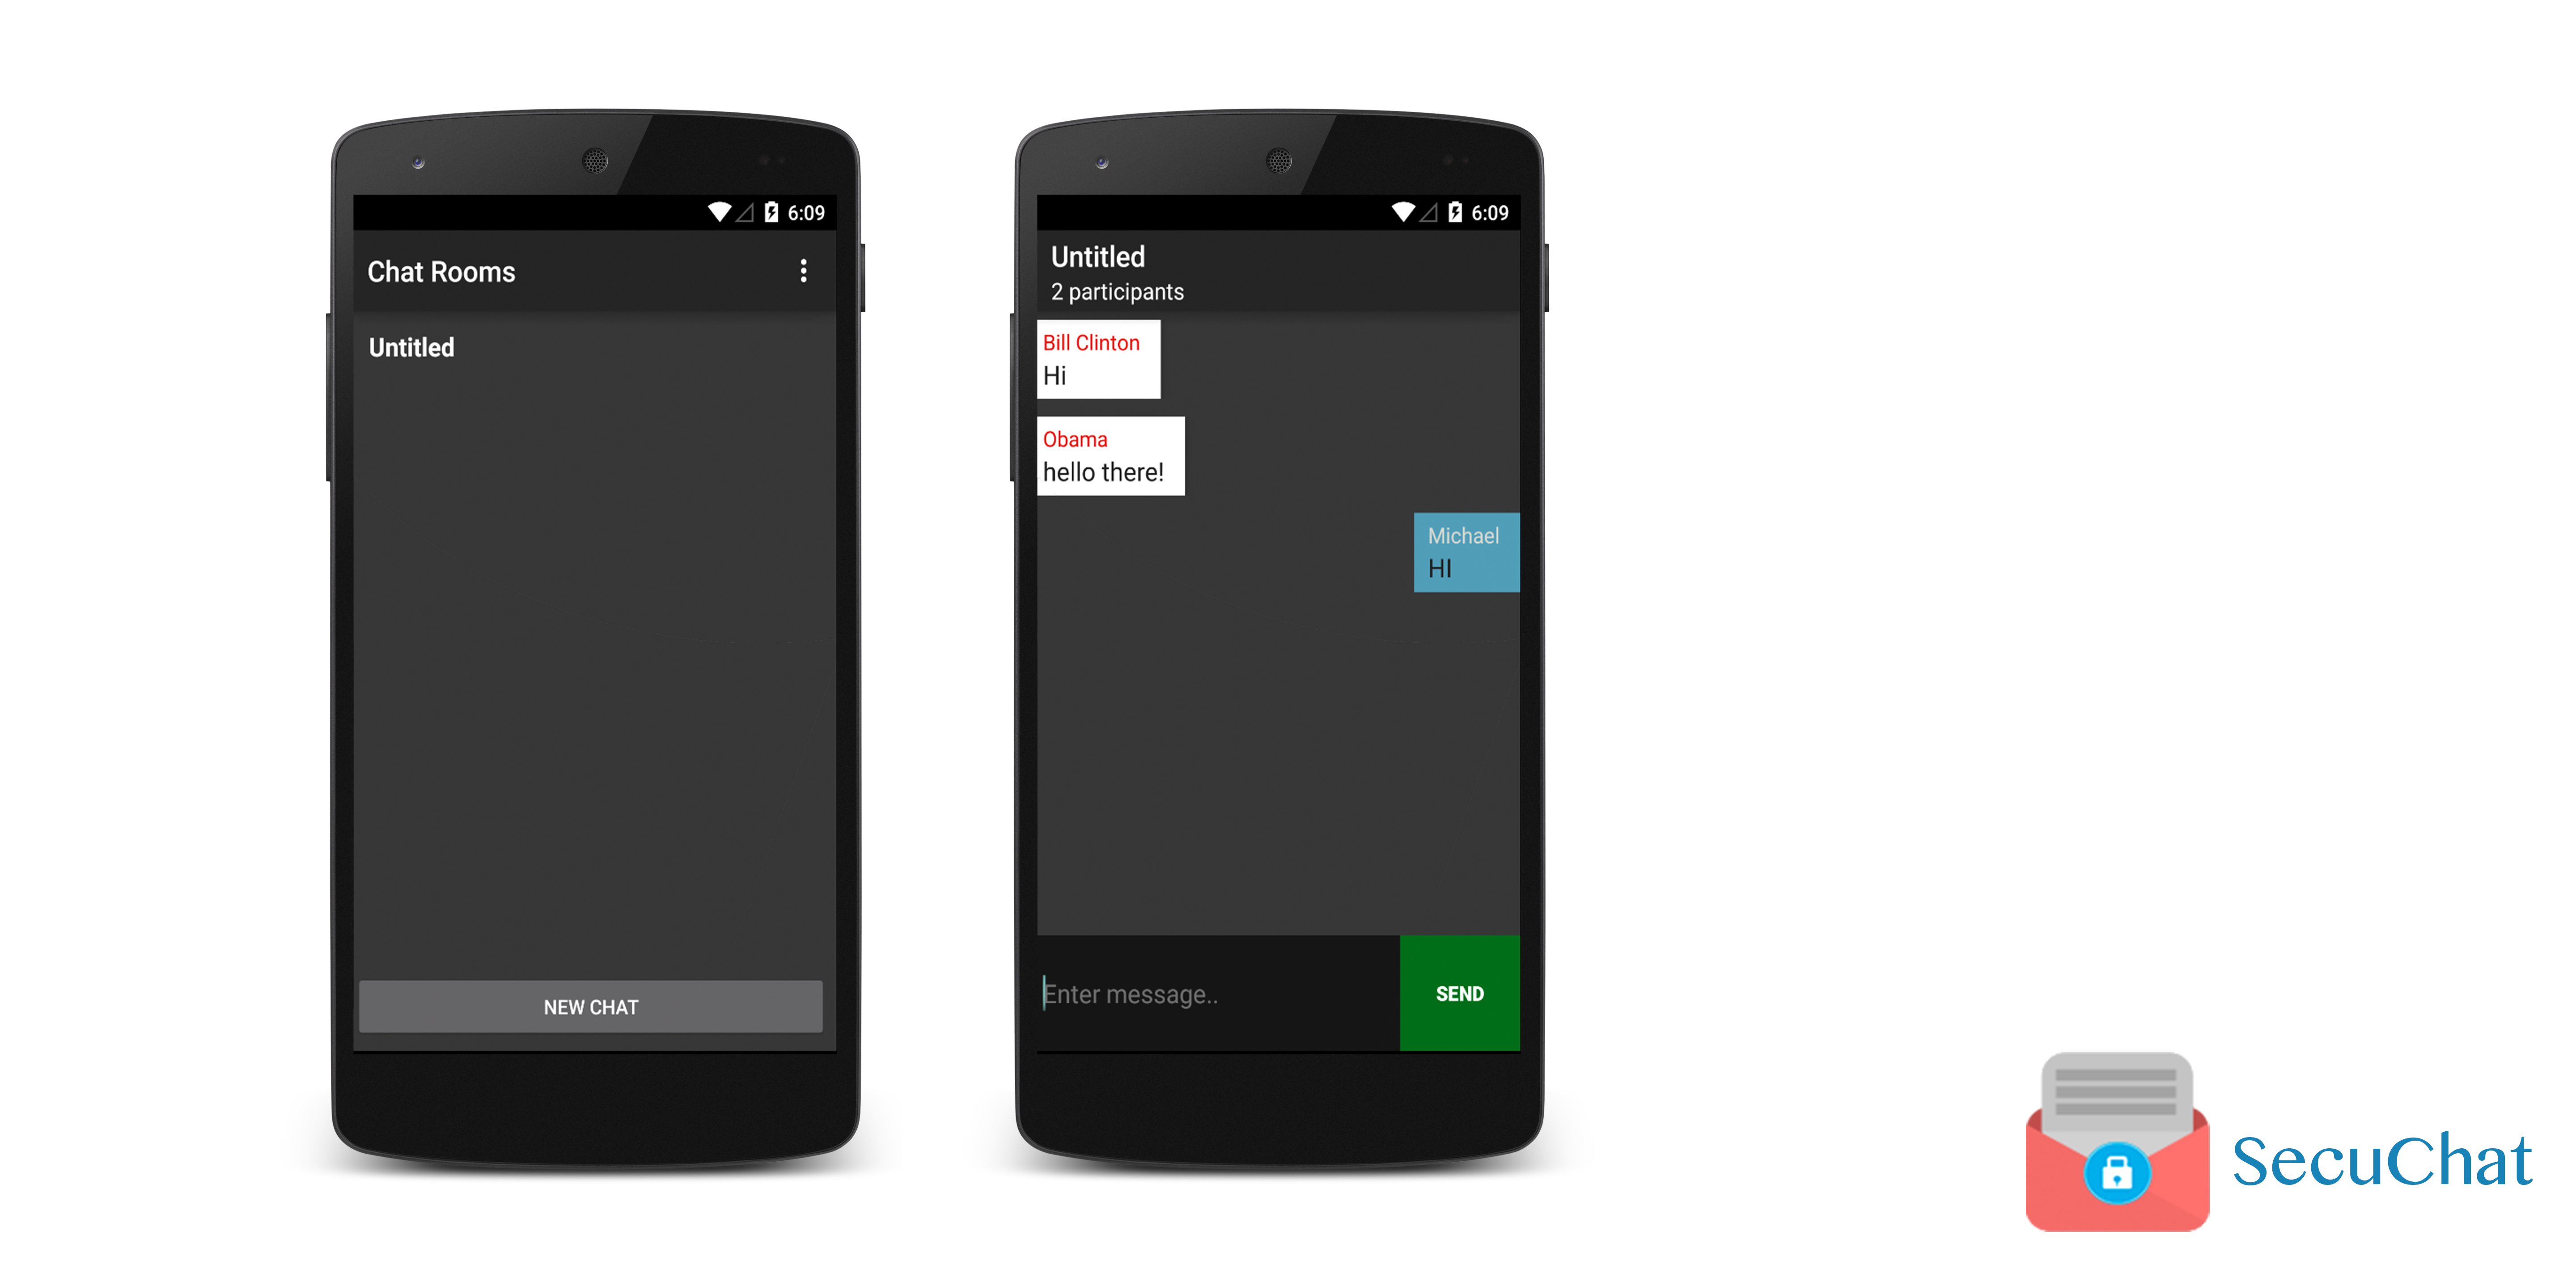 6:09
Chat Rooms
Untitled
NEW CHAT
6:09
Untitled
2 participants
Bill Clinton
Hi
Obama
hello there!
Michael
HI
Enter message..
SEND
SecuChat